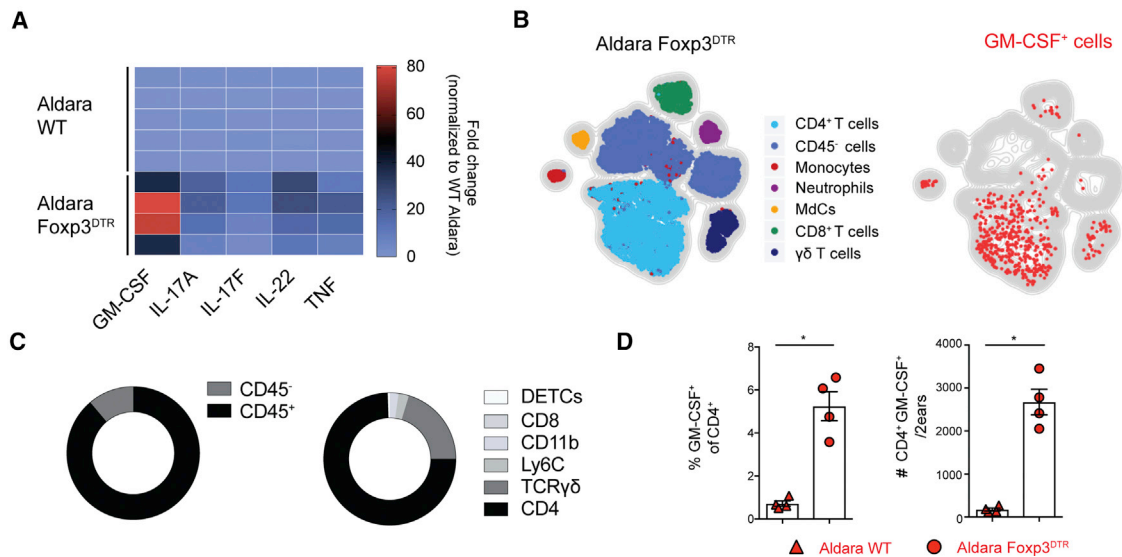 A
Aldara
WT
Aldara
Foxp3DTR
80
60
40
20
0
Fold change
(normalized to WT Aldara)
GM-CSF
IL-17A
IL-17F
IL-22
TNF
B
Aldara Foxp3DTR
GM-CSF+ cells
CD4+ T cells
CD45- cells
Monocytes
Neutrophils
MdCs
CD8+ T cells
γδ T cells
C
CD45-
CD45+
DETCs
CD8
CD11b
Ly6C
TCRγδ
CD4
D
% GM-CSF+
of CD4+
8
6
4
2
0
*
# CD4+ GM-CSF+
/2ears
4000
3000
2000
1000
0
*
Aldara WT
Aldara Foxp3DTR